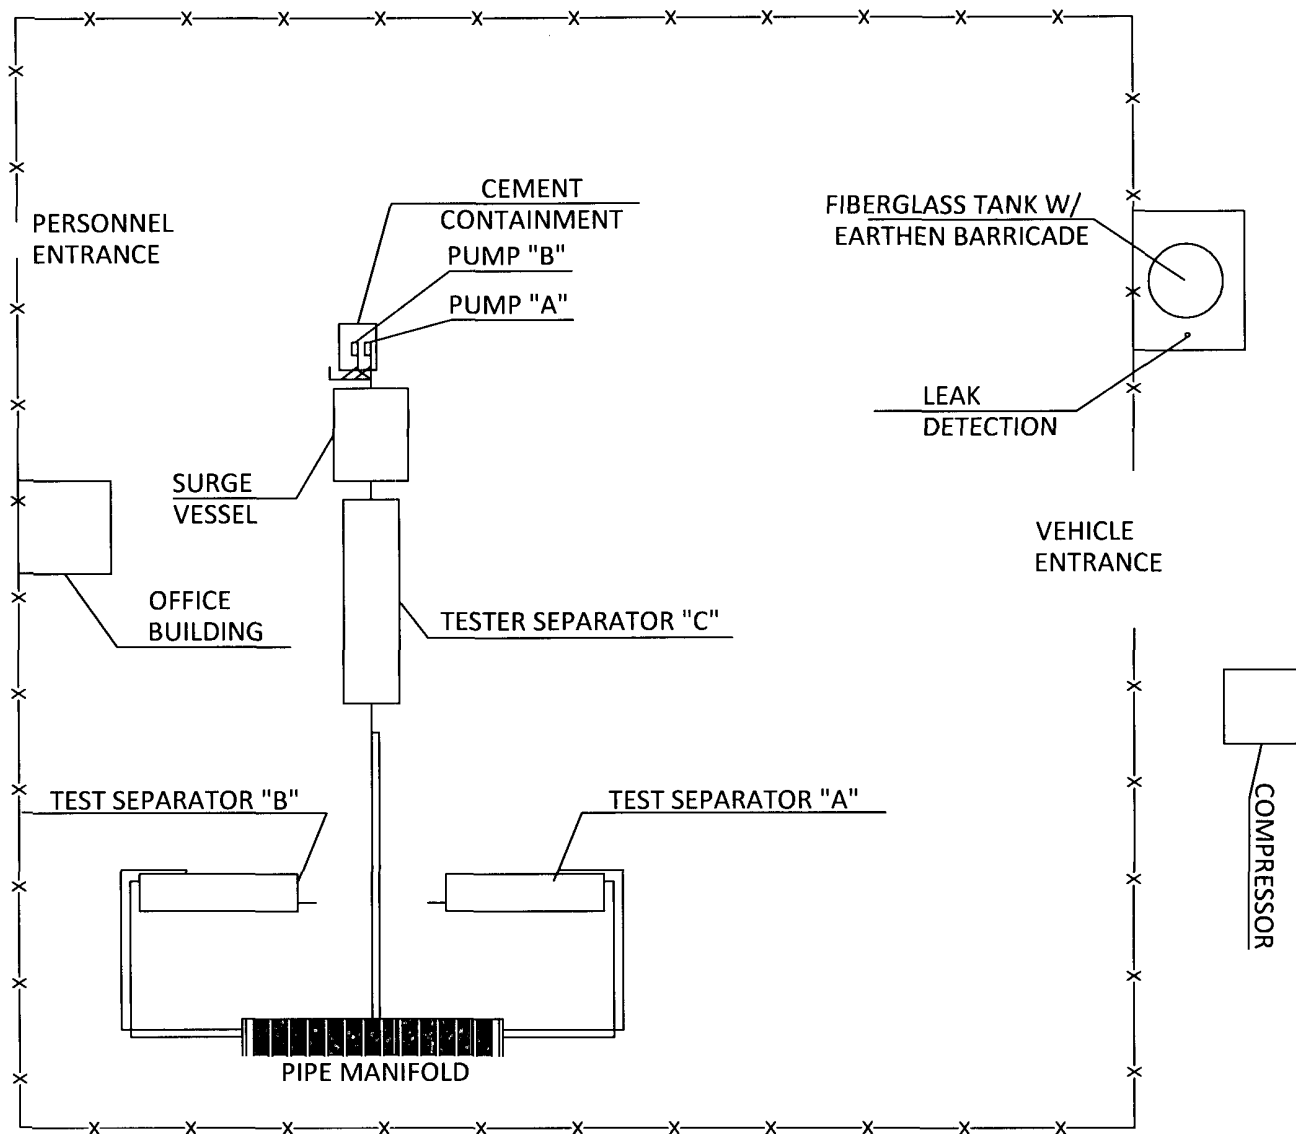 CEMENT
CONTAINMENT
PERSONNEL
ENTRANCE
PUMP "B"
PUMP "A"
FIBERGLASS TANK W/
EARTHEN BARRICADE
LEAK
DETECTION
SURGE
VESSEL
VEHICLE
ENTRANCE
OFFICE
BUILDING
TESTER SEPARATOR "C"
TEST SEPARATOR "B"
TEST SEPARATOR "A"
COMPRESSOR
PIPE MANIFOLD